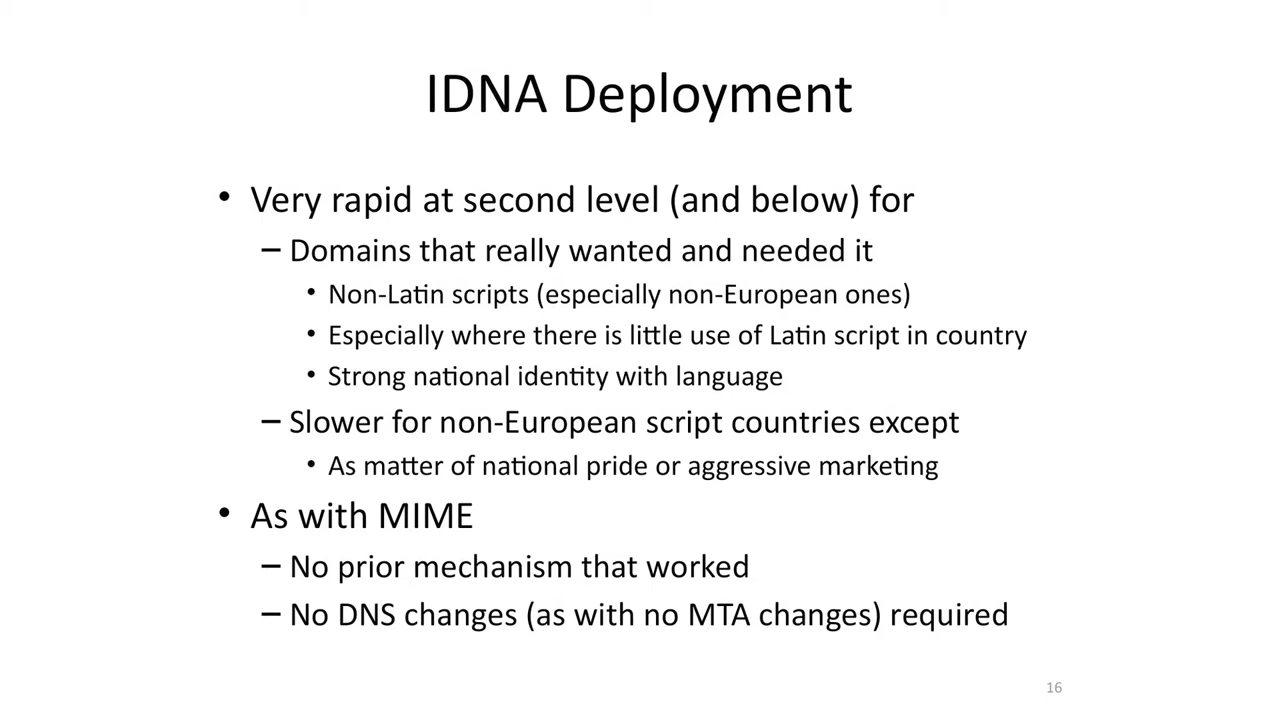 IDNA Deployment
• Very rapid at second level (and below) for
– Domains that really wanted and needed it
• Non-Latin scripts (especially non-European ones)
• Especially where there is little use of Latin script in country
• Strong national identity with language
– Slower for non-European script countries except
• As matter of national pride or aggressive marketing
• As with MIME
– No prior mechanism that worked
– No DNS changes (as with no MTA changes) required
16